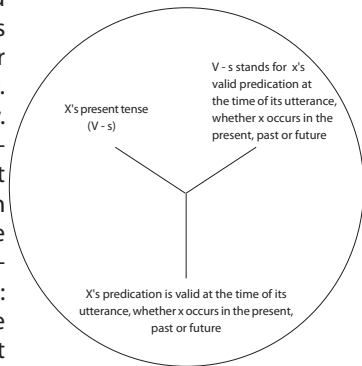 s
r
.
.
-
t
n
e
-
:
e
t
V - s stands for x's
valid predication at
the time of its utterance,
whether x occurs in the
present, past or future
X's present tense
(V - s)
X's predication is valid at the time of its
utterance, whether x occurs in the present,
past or future